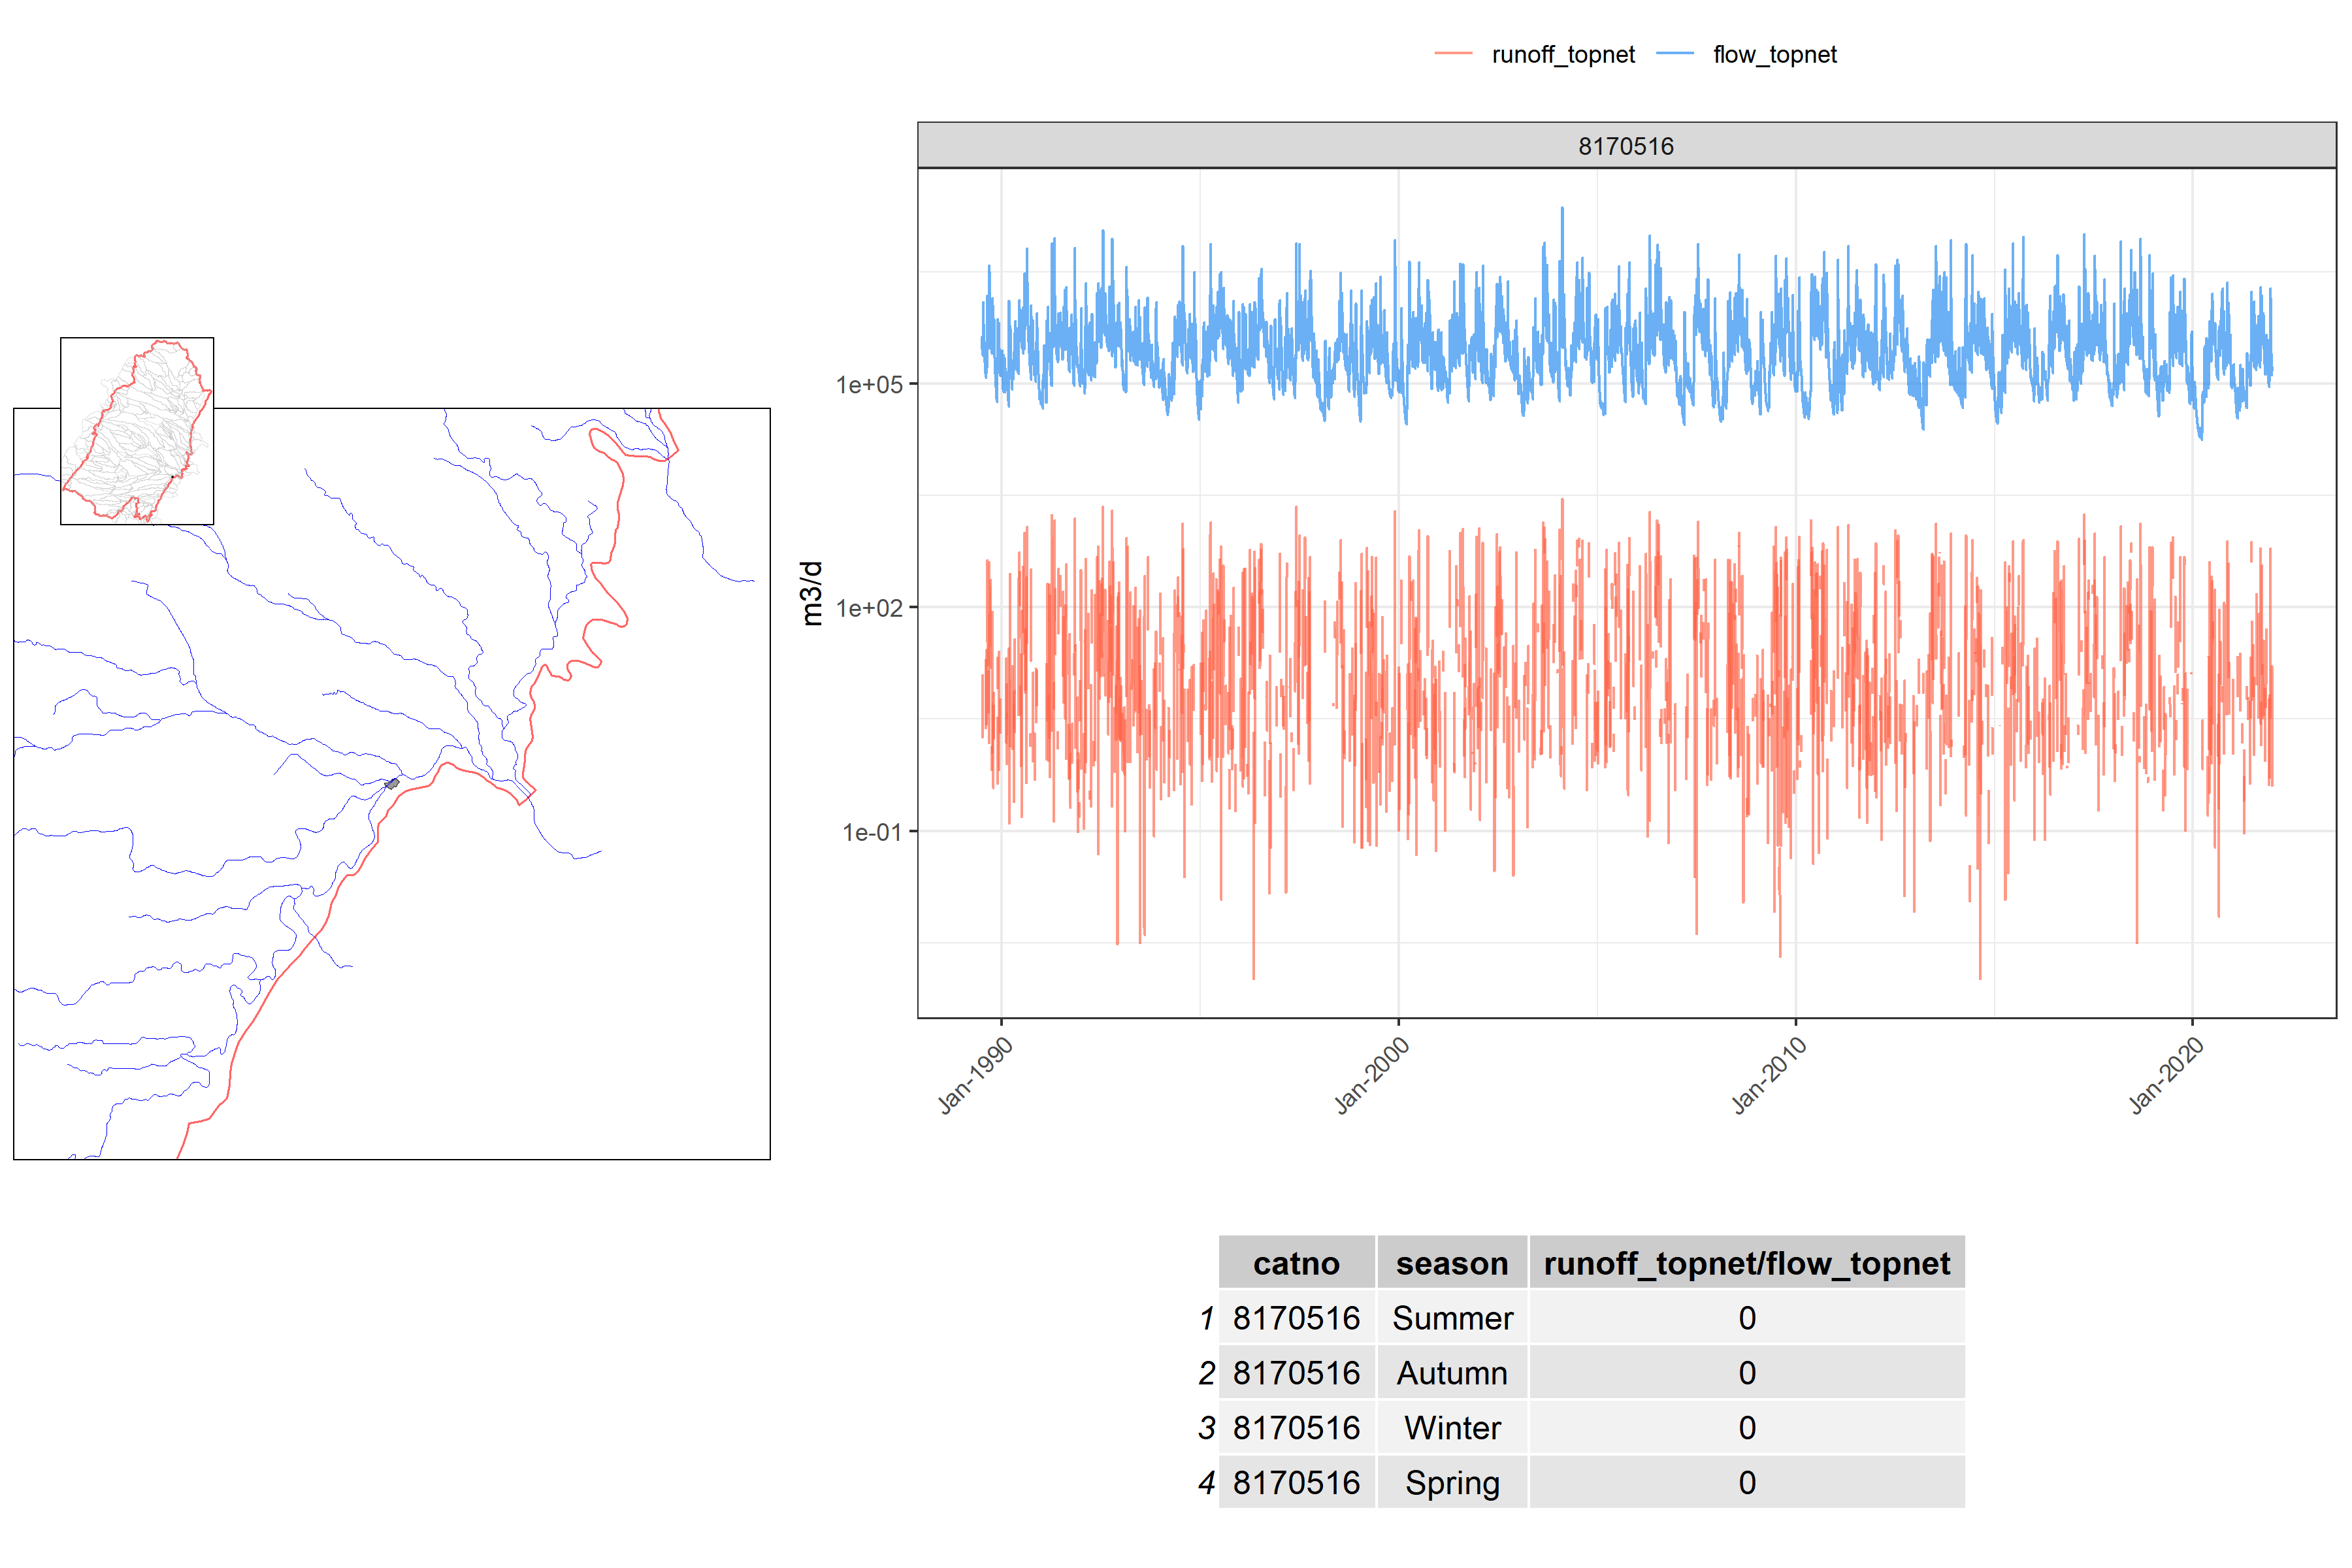 runoff_topnet flow_topnet
8170516
m3/d
1e+05
1e+02
1e-01
Jan-1990 Jan-2000 Jan-2010 Jan-2020
catno season runoff_topnet/flow_topnet
1 8170516 Summer 0
2 8170516 Autumn 0
3 8170516 Winter 0
4 8170516 Spring 0